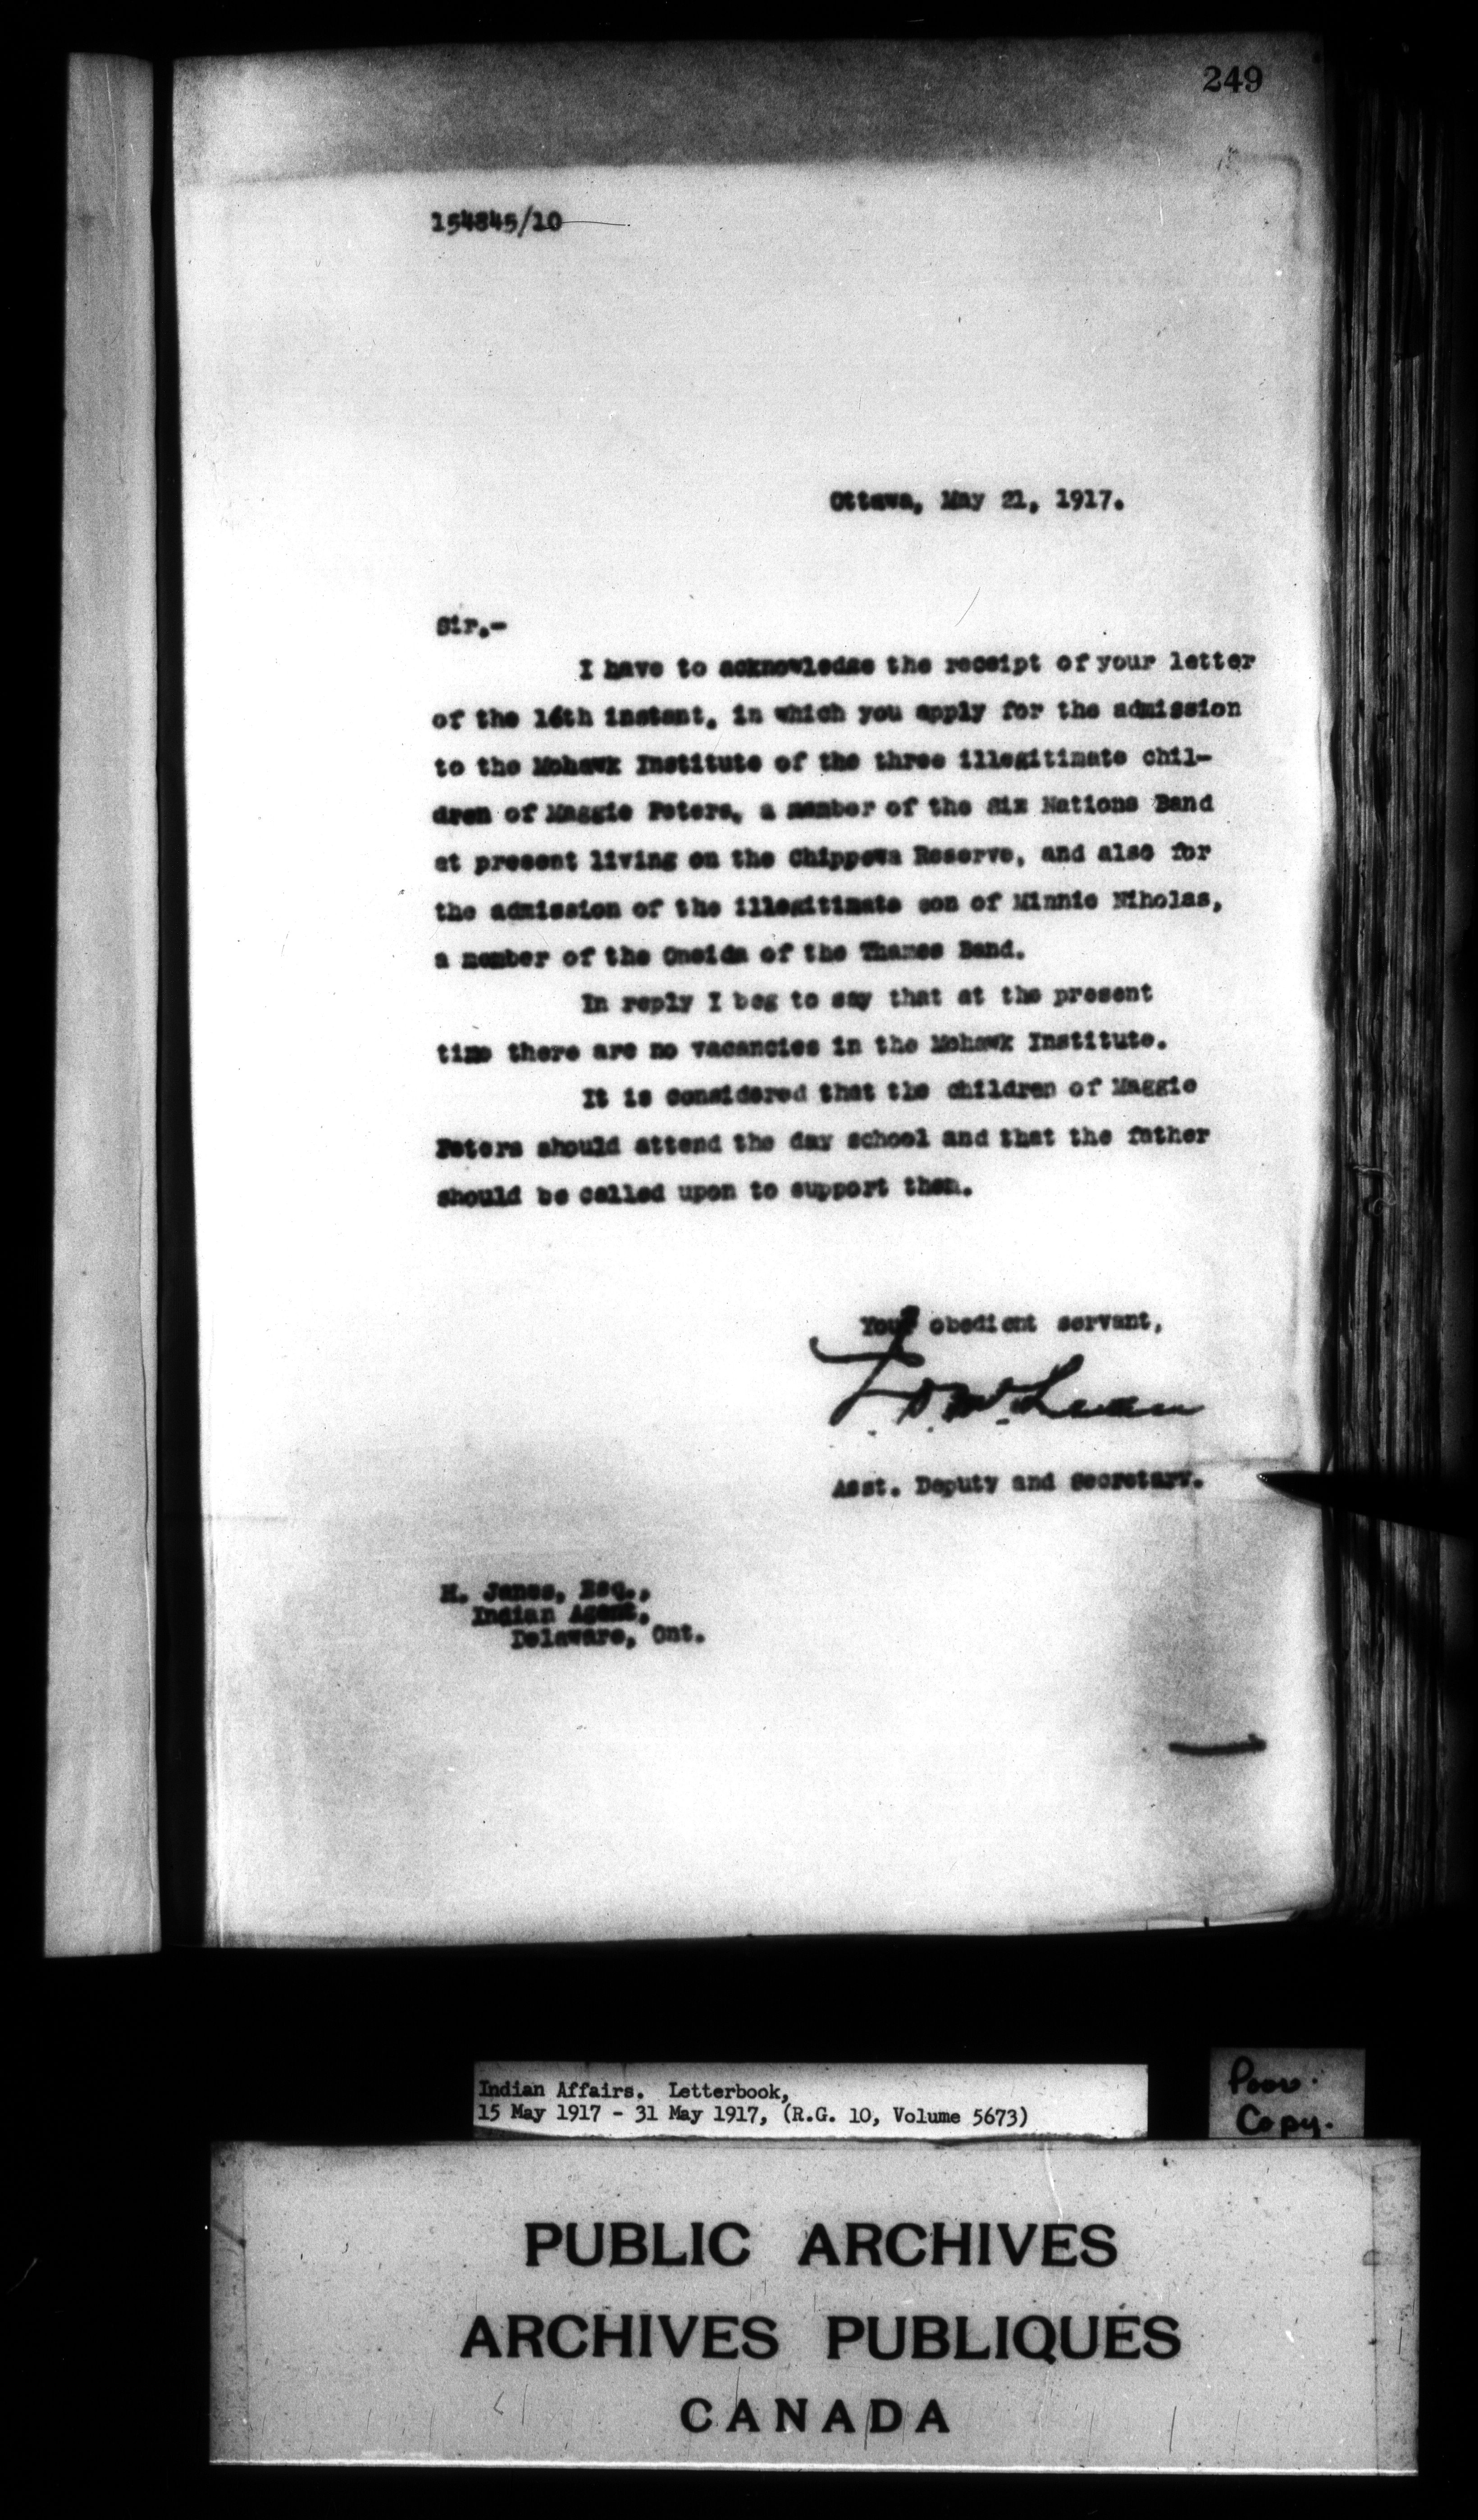 249
154845/10
Ottawa, May 21, 1917.
Sir.-
I have to acknowledge the receipt of your letter
of the 16th instant, in which you apply for the admission
to the Mohawk Institute of the three illegitimate chil-
dren of Maggie Peters, a member of the Six Nations Band
at present living on the Chippewa Reserve, and also for
the admission of the illegitimate son of Minnie Niholas,
a member of the Oneida of the Thames Band.
In reply I beg to say that at the present
time there are no vacancies in the Mohawk Institute.
It is considered that the children of Maggie
Peters should attend the day school and that the father
should be called upon to support them.
Your obedient servant,
Asst. Deputy and Secretary.
H. Janes, Esq.,
Indian Agent,
Delaware, Ont.
Indian Affairs. Letterbook,
15 May 1917 - 31 May 1917, (R.G. 10, Volume 5673)
Poor
Copy.
PUBLIC ARCHIVES
ARCHIVES PUBLIQUES
CANADA